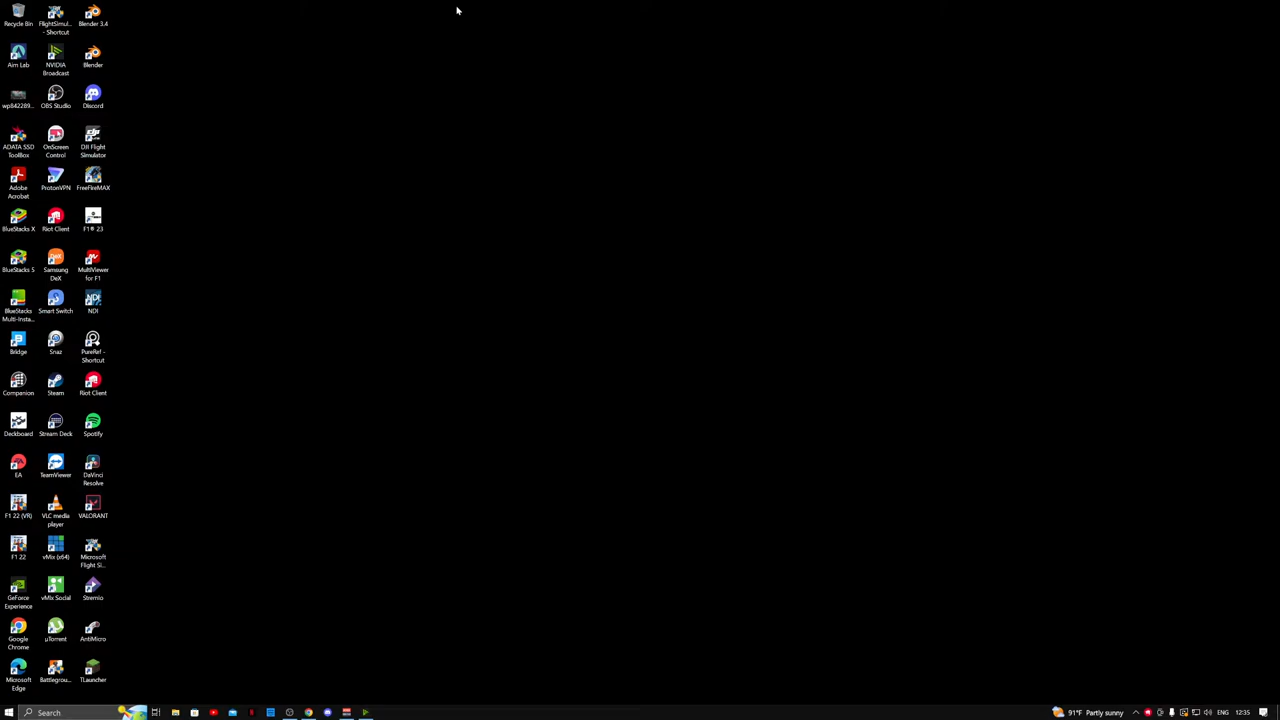 Recycle Bin
FlightSimul...
- Shortcut
Blender 3.4
Aim Lab
NVIDIA
Broadcast
Blender
wp842289...
OBS Studio
Discord
ADATA SSD
ToolBox
OnScreen
Control
DJI Flight
Simulator
Adobe
Acrobat
ProtonVPN
FreeFireMAX
BlueStacks X
Riot Client
F1® 23
BlueStacks 5
Samsung
DeX
MultiViewer
for F1
BlueStacks
Multi-Insta...
Smart Switch
NDI
Bridge
Snaz
PureRef -
Shortcut
Companion
Steam
Riot Client
Deckboard
Stream Deck
Spotify
EA
TeamViewer
DaVinci
Resolve
F1 22 (VR)
VLC media
player
VALORANT
F1 22
vMix (x64)
Microsoft
Flight Si...
GeForce
Experience
vMix Social
Stremio
Google
Chrome
µTorrent
AntiMicro
Microsoft
Edge
Battlegrou...
TLauncher
Search
91°F Partly sunny
ENG
12:35